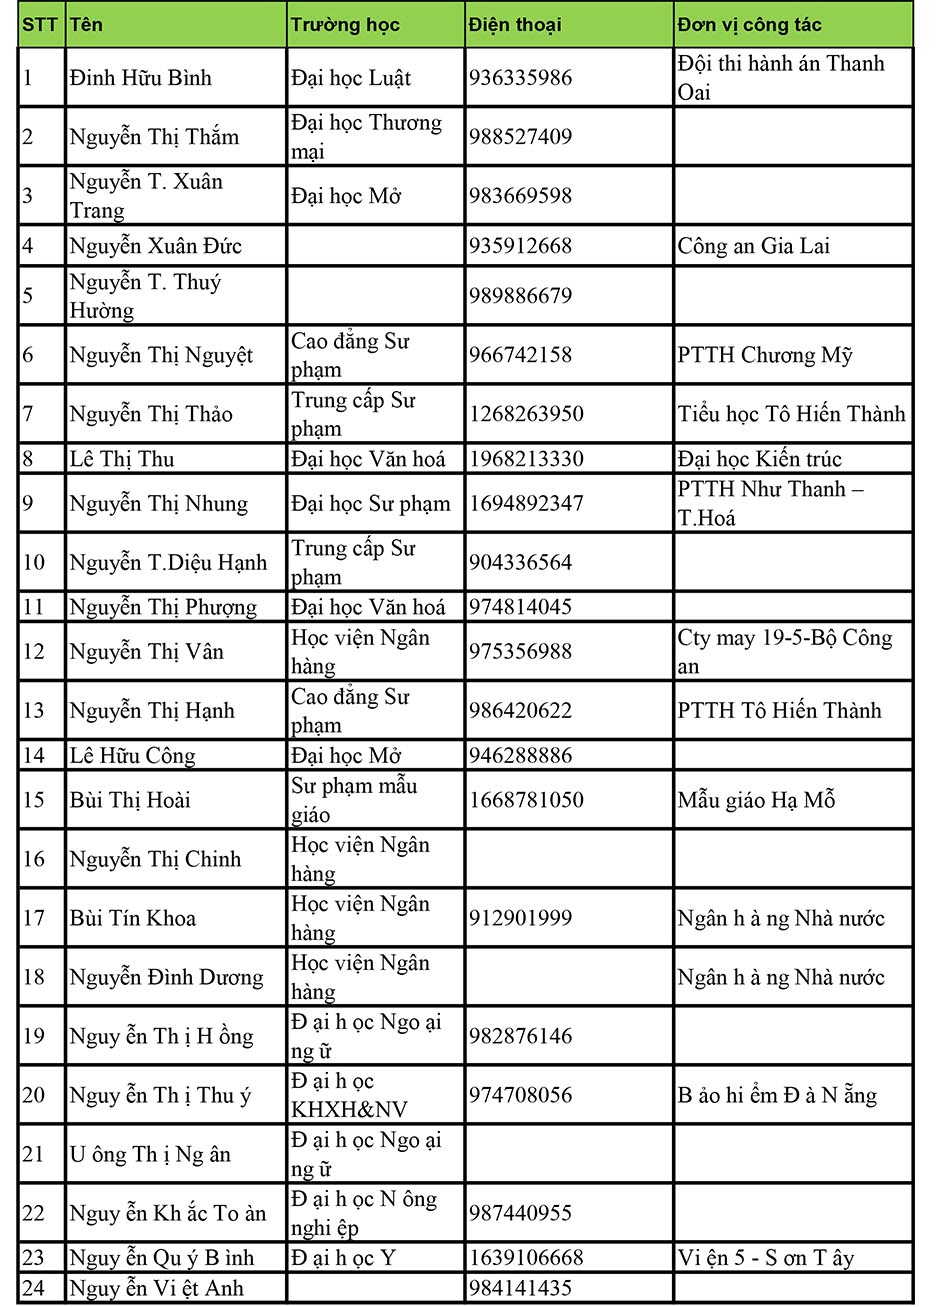 STT Tên Trường học Điện thoại Đơn vị công tác
1 Đinh Hữu Bình Đại học Luật 936335986 Đội thi hành án Thanh
Oai
2 Nguyễn Thị Thắm Đại học Thương
mại 988527409
3 Nguyễn T. Xuân
Trang Đại học Mở 983669598
4 Nguyễn Xuân Đức 935912668 Công an Gia Lai
5 Nguyễn T. Thuý
Hường 989886679
6 Nguyễn Thị Nguyệt Cao đẳng Sư
phạm 966742158 PTTH Chương Mỹ
7 Nguyễn Thị Thảo Trung cấp Sư
phạm 1268263950 Tiểu học Tô Hiến Thành
8 Lê Thị Thu Đại học Văn hoá 1968213330 Đại học Kiến trúc
9 Nguyễn Thị Nhung Đại học Sư phạm 1694892347 PTTH Như Thanh –
T.Hoá
10 Nguyễn T.Diệu Hạnh Trung cấp Sư
phạm 904336564
11 Nguyễn Thị Phượng Đại học Văn hoá 974814045
12 Nguyễn Thị Vân Học viện Ngân
hàng 975356988 Cty may 19-5-Bộ Công
an
13 Nguyễn Thị Hạnh Cao đẳng Sư
phạm 986420622 PTTH Tô Hiến Thành
14 Lê Hữu Công Đại học Mở 946288886
15 Bùi Thị Hoài Sư phạm mẫu
giáo 1668781050 Mẫu giáo Hạ Mỗ
16 Nguyễn Thị Chinh Học viện Ngân
hàng
17 Bùi Tín Khoa Học viện Ngân
hàng 912901999 Ngân h à ng Nhà nước
18 Nguyễn Đình Dương Học viện Ngân
hàng Ngân h à ng Nhà nước
19 Nguy ễn Th ị H ồng Đ ại h ọc Ngo ại
ng ữ 982876146
20 Nguy ễn Th ị Thu ý Đ ại h ọc
KHXH&NV 974708056 B ảo hi ểm Đ à N ẵng
21 U ông Th ị Ng ân Đ ại h ọc Ngo ại
ng ữ
22 Nguy ễn Kh ắc To àn Đ ại h ọc N ông
nghi ệp 987440955
23 Nguy ễn Qu ý B ình Đ ại h ọc Y 1639106668 Vi ện 5 - S ơn T ây
24 Nguy ễn Vi ệt Anh 984141435